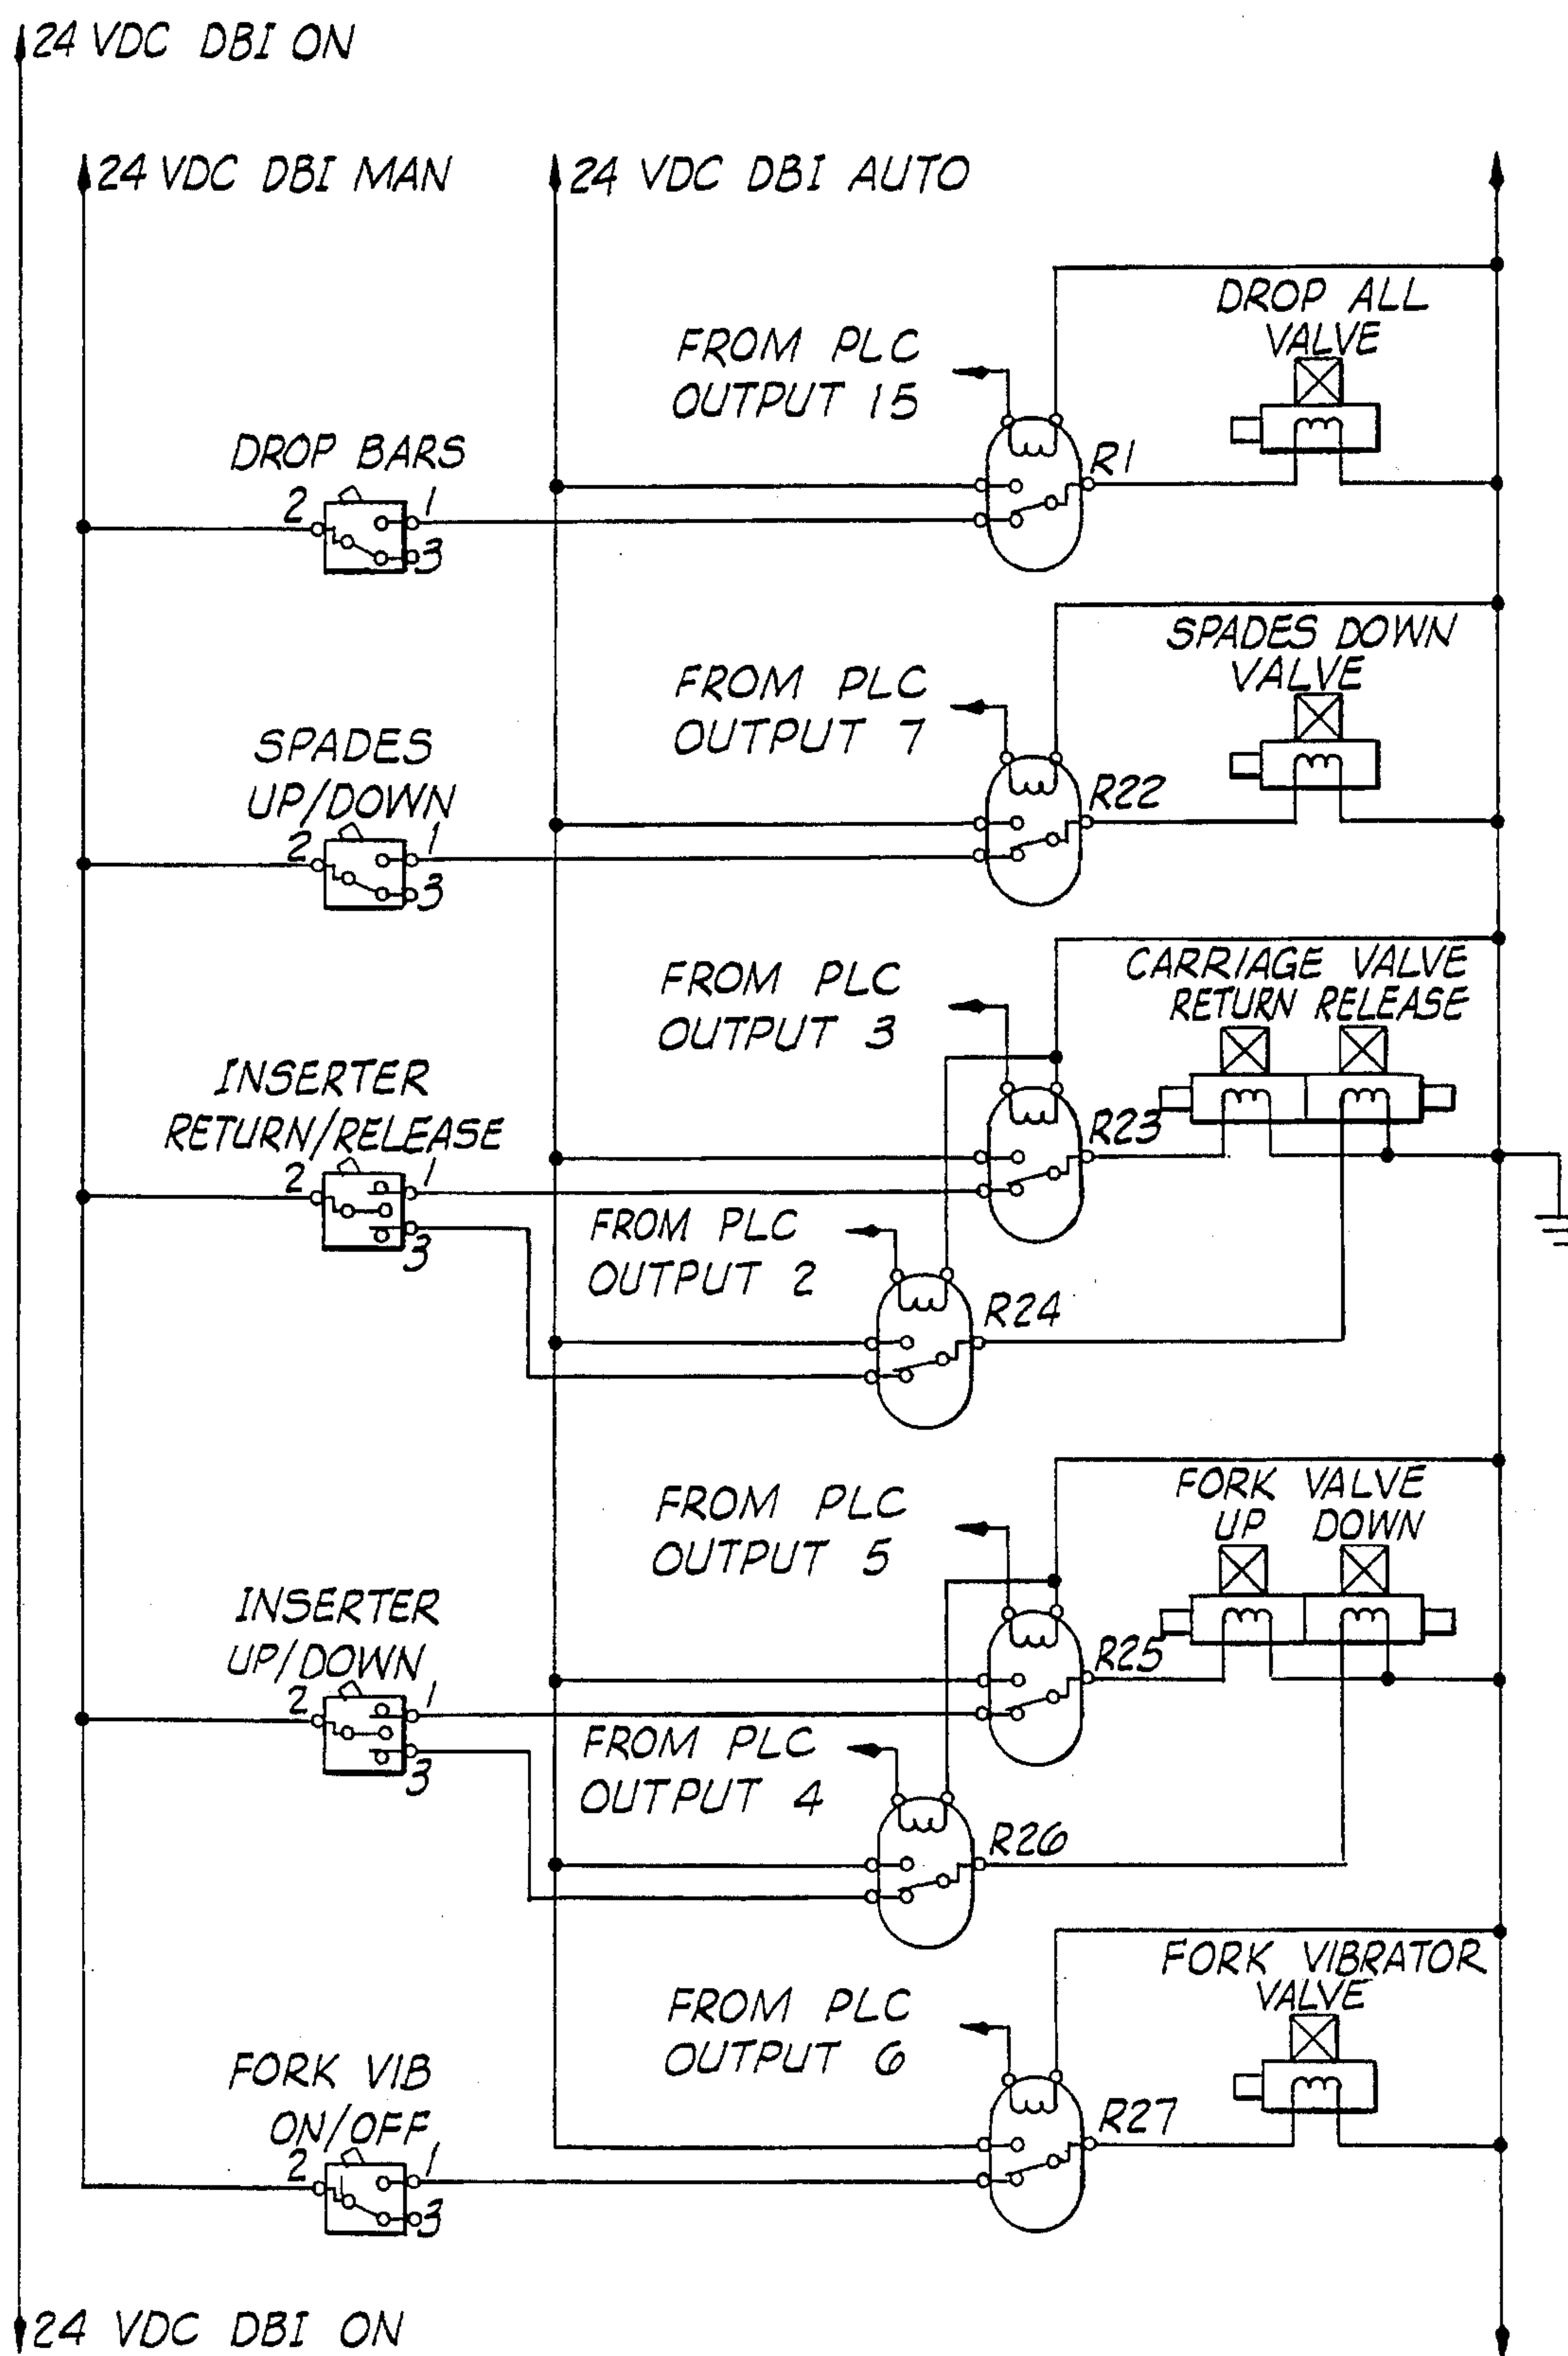 24 VDC DBI ON
24 VDC DBI MAN
24 VDC DBI AUTO
DROP ALL
VALVE
FROM PLC
OUTPUT 15
DROP BARS
2
1
3
R1
SPADES DOWN
VALVE
FROM PLC
OUTPUT 7
SPADES
UP/DOWN
2
1
3
R22
CARRIAGE VALVE
RETURN RELEASE
FROM PLC
OUTPUT 3
INSERTER
RETURN/RELEASE
2
1
3
R23
FROM PLC
OUTPUT 2
R24
FORK VALVE
UP DOWN
FROM PLC
OUTPUT 5
INSERTER
UP/DOWN
2
1
3
R25
FROM PLC
OUTPUT 4
R26
FORK VIBRATOR
VALVE
FROM PLC
OUTPUT 6
FORK VIB
ON/OFF
2
1
3
R27
24 VDC DBI ON